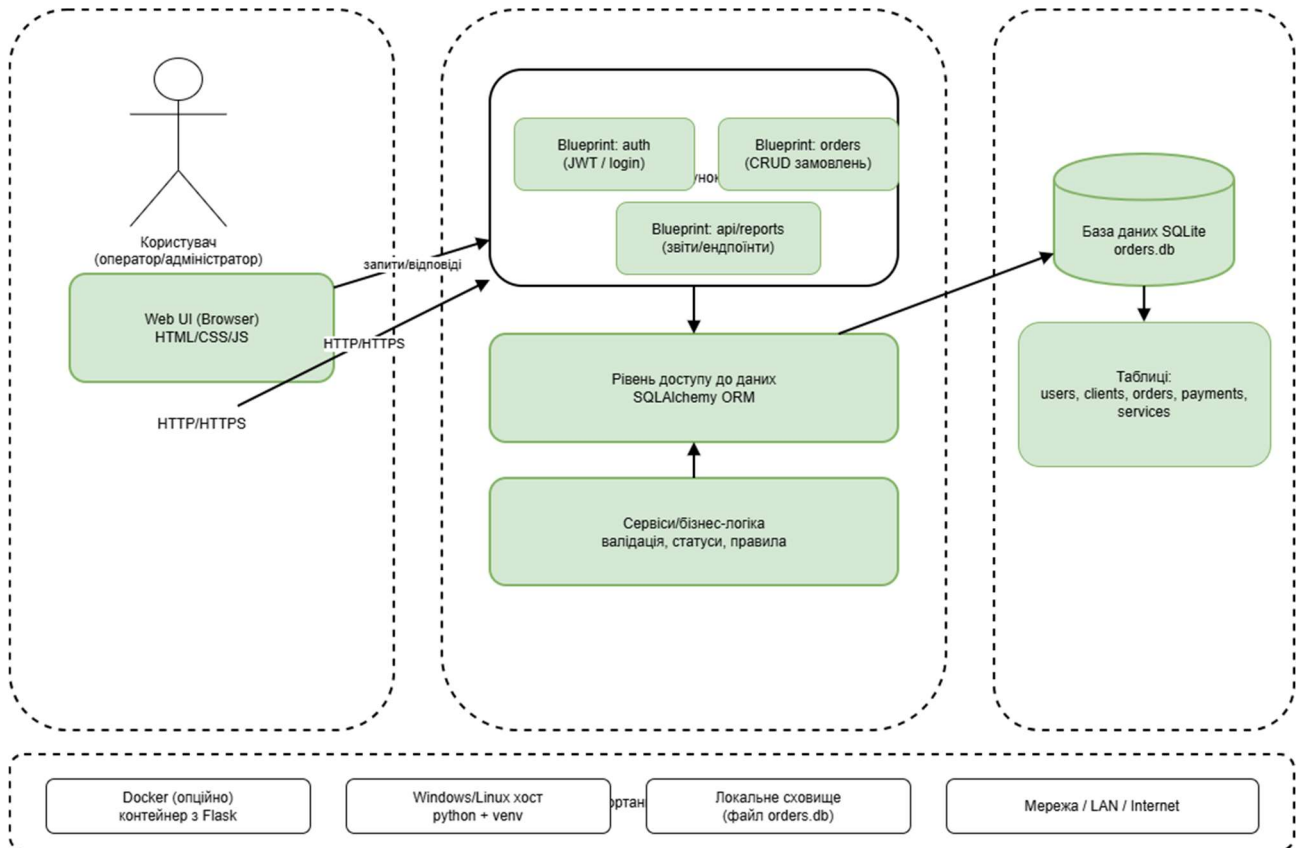 Користувач
(оператор/адміністратор)
Web UI (Browser)
HTML/CSS/JS
HTTP/HTTPS
запити/відповіді
HTTP/HTTPS
Blueprint: auth
(JWT / login)
Blueprint: orders
(CRUD замовлень)
Blueprint: api/reports
(звіти/ендпоїнти)
Рівень доступу до даних
SQLAlchemy ORM
Сервіси/бізнес-логіка
валідація, статуси, правила
База даних SQLite
orders.db
Таблиці:
users, clients, orders, payments,
services
Docker (опційно)
контейнер з Flask
Windows/Linux хост
python + venv
Локальне сховище
(файл orders.db)
Мережа / LAN / Internet